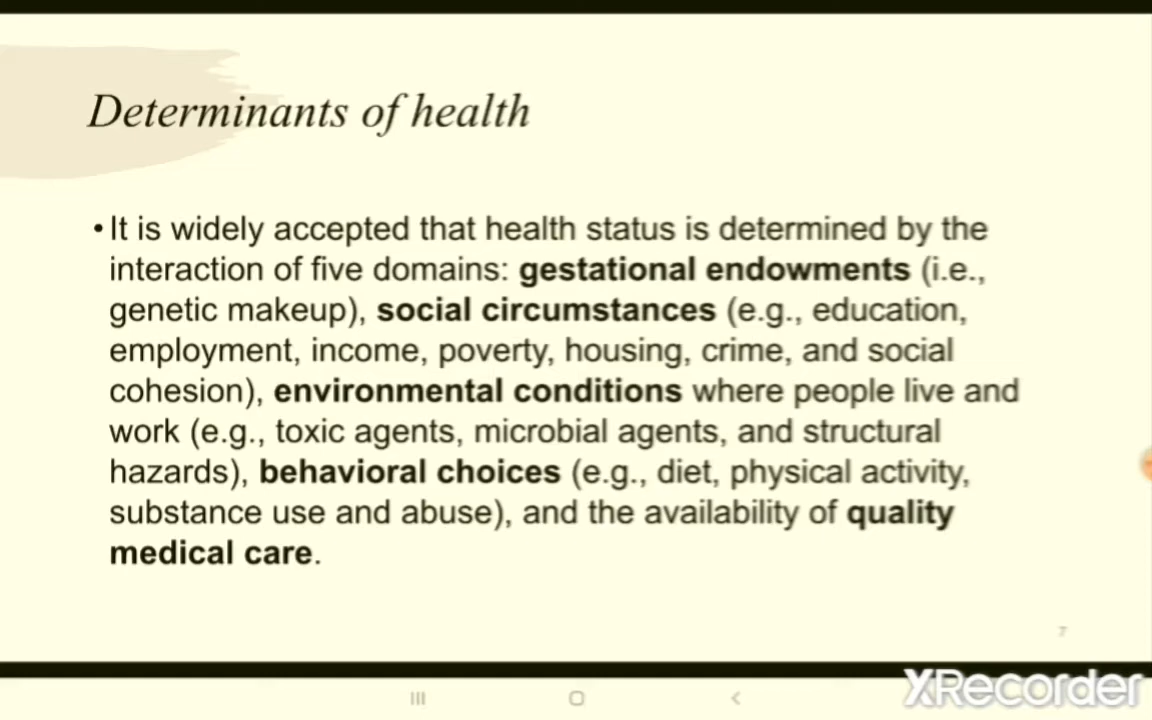 Determinants of health
• It is widely accepted that health status is determined by the
interaction of five domains: gestational endowments (i.e.,
genetic makeup), social circumstances (e.g., education,
employment, income, poverty, housing, crime, and social
cohesion), environmental conditions where people live and
work (e.g., toxic agents, microbial agents, and structural
hazards), behavioral choices (e.g., diet, physical activity,
substance use and abuse), and the availability of quality
medical care.
7
XRecorder